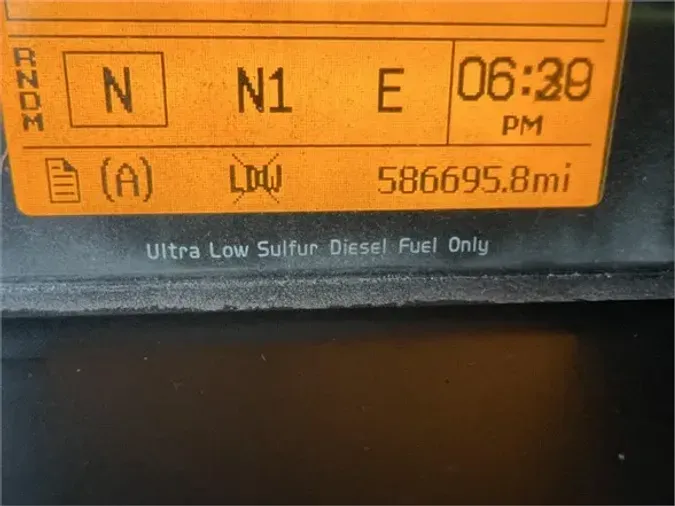 RNDM
N N1 E
PM
(A) LDW 586695.8mi
Ultra Low Sulfur Diesel Fuel Only